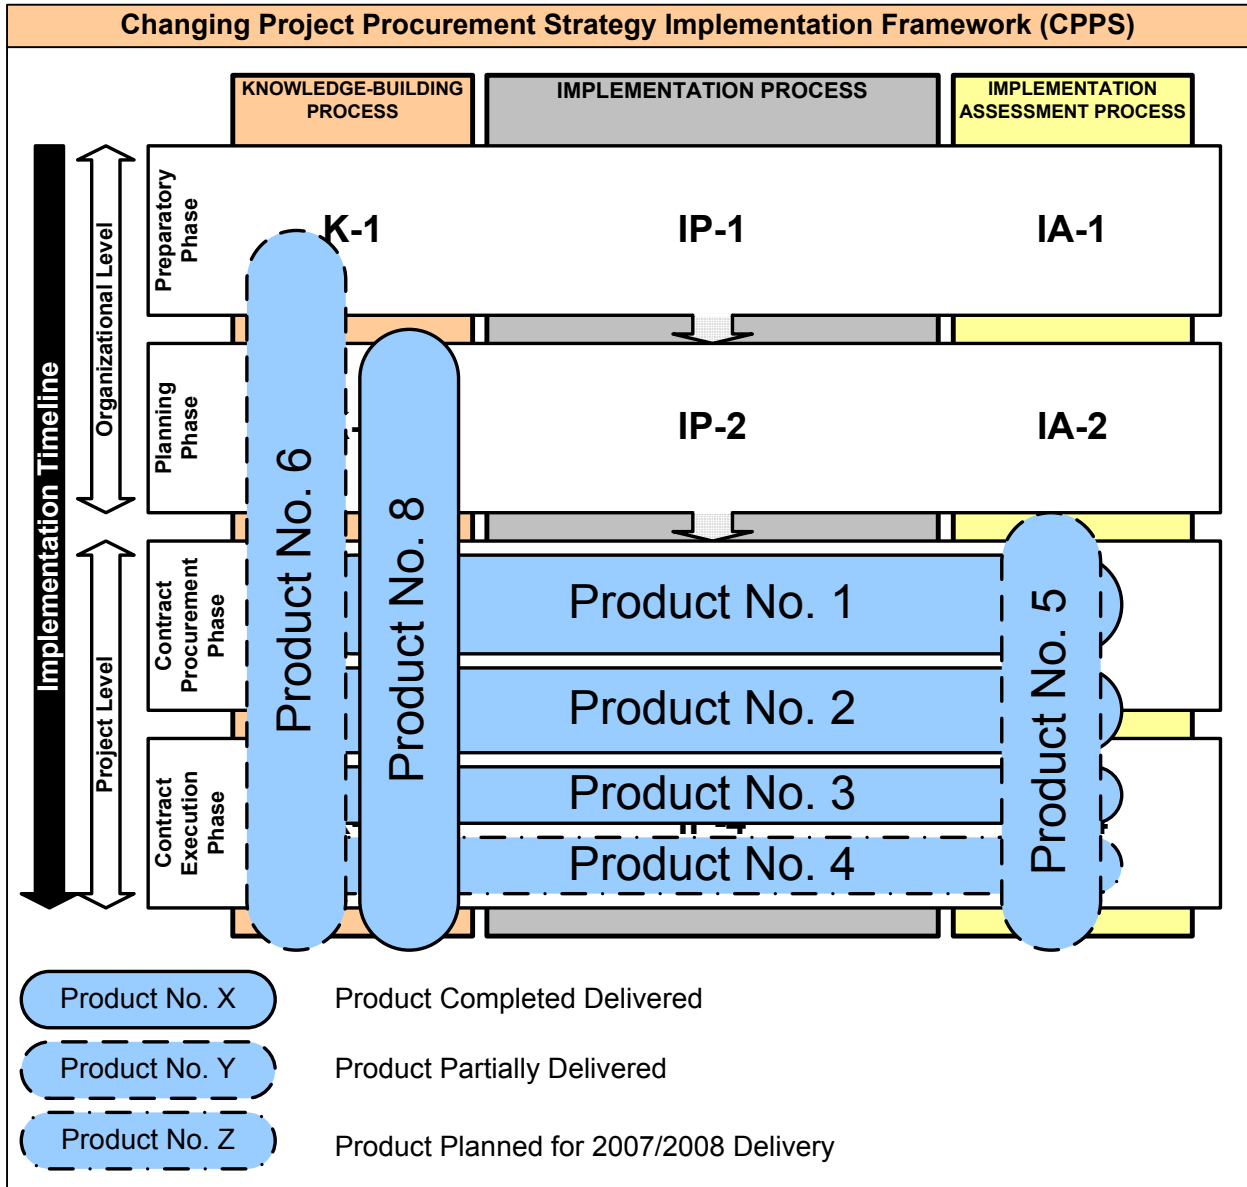 Changing Project Procurement Strategy Implementation Framework (CPPS)
KNOWLEDGE-BUILDING
PROCESS
IMPLEMENTATION PROCESS
IMPLEMENTATION
ASSESSMENT PROCESS
Implementation Timeline
Organizational Level
Project Level
Preparatory
Phase
K-1
IP-1
IA-1
Planning
Phase
IP-2
IA-2
Contract
Procurement
Phase
Contract
Execution
Phase
Product No. 6
Product No. 8
Product No. 1
Product No. 2
Product No. 3
Product No. 4
Product No. 5
Product No. X
Product Completed Delivered
Product No. Y
Product Partially Delivered
Product No. Z
Product Planned for 2007/2008 Delivery